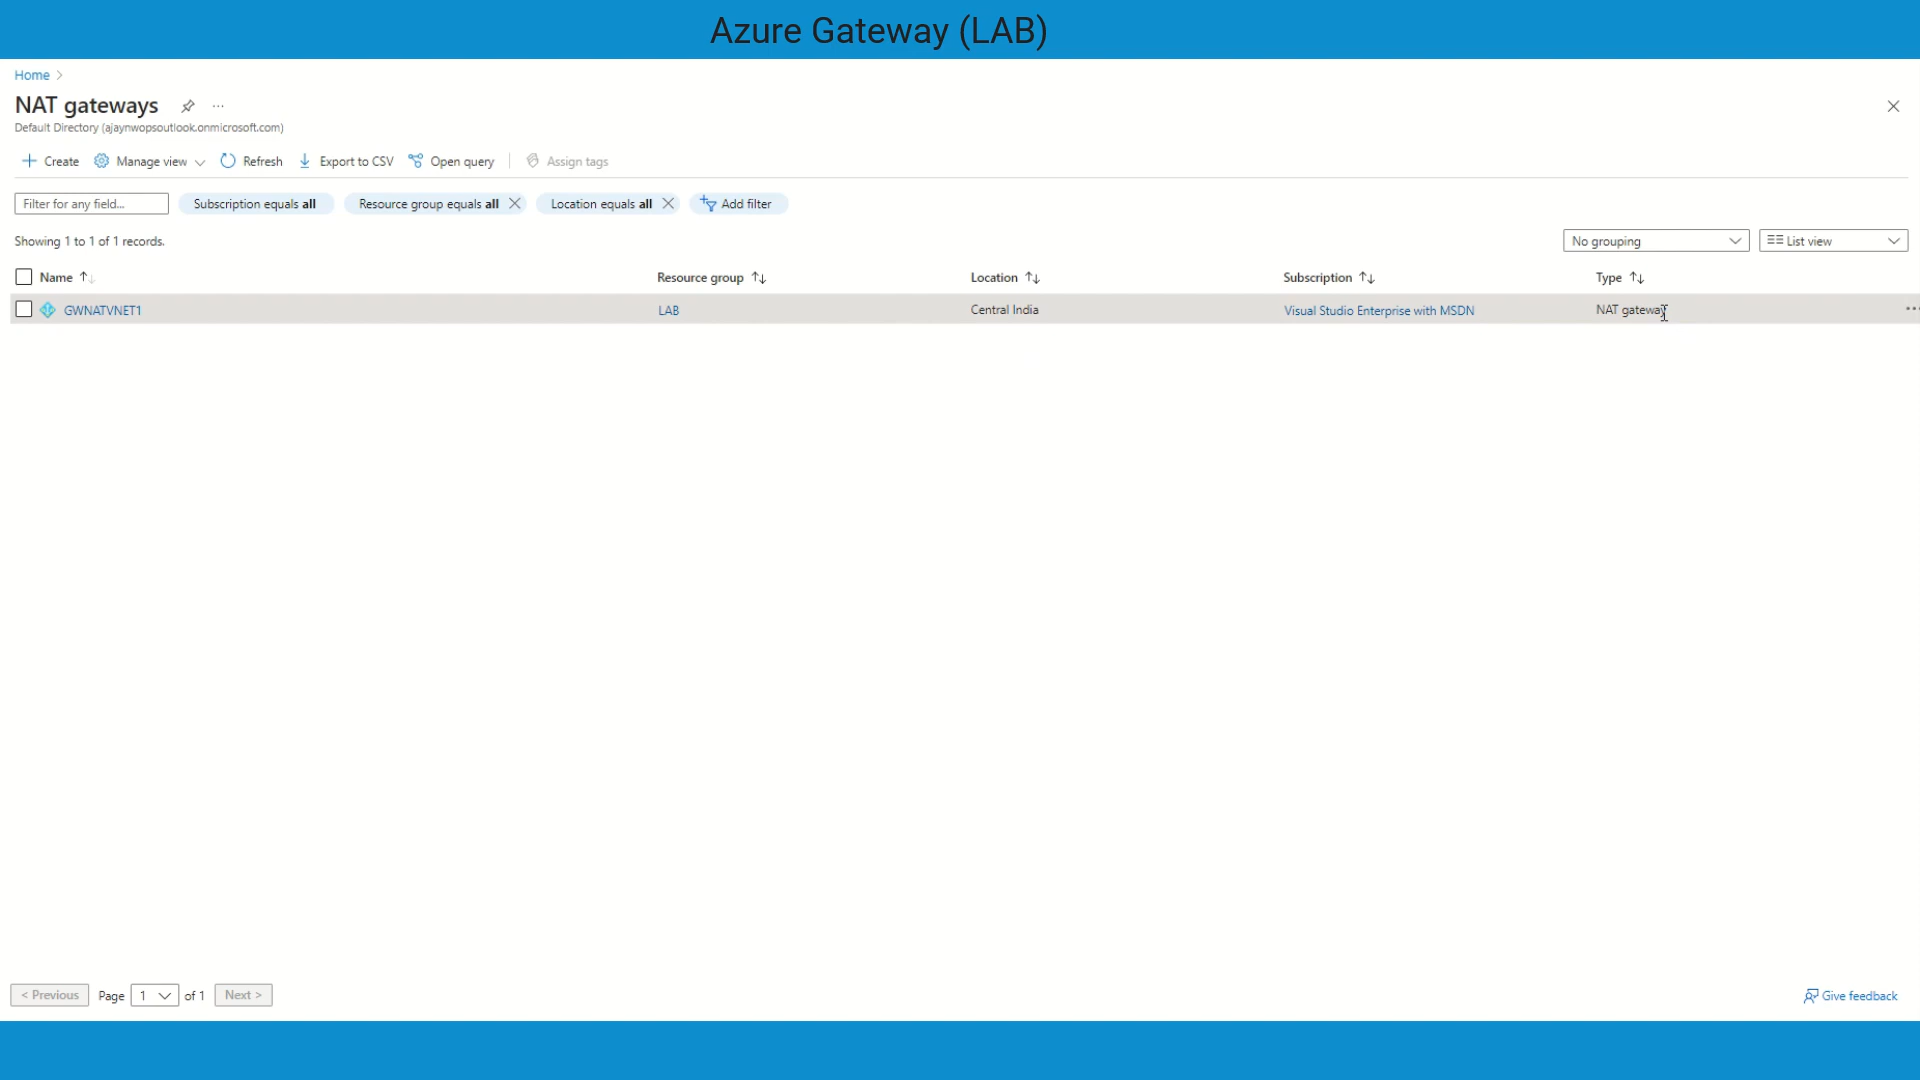 Azure Gateway (LAB)
Home
NAT gateways
Default Directory (ajaynwopsoutlook.onmicrosoft.com)
Create Manage view Refresh Export to CSV Open query Assign tags
Filter for any field... Subscription equals all Resource group equals all Location equals all Add filter
Showing 1 to 1 of 1 records. No grouping List view
Name Resource group Location Subscription Type
GWNATVNET1 LAB Central India Visual Studio Enterprise with MSDN NAT gateway
< Previous Page 1 of 1 Next > Give feedback